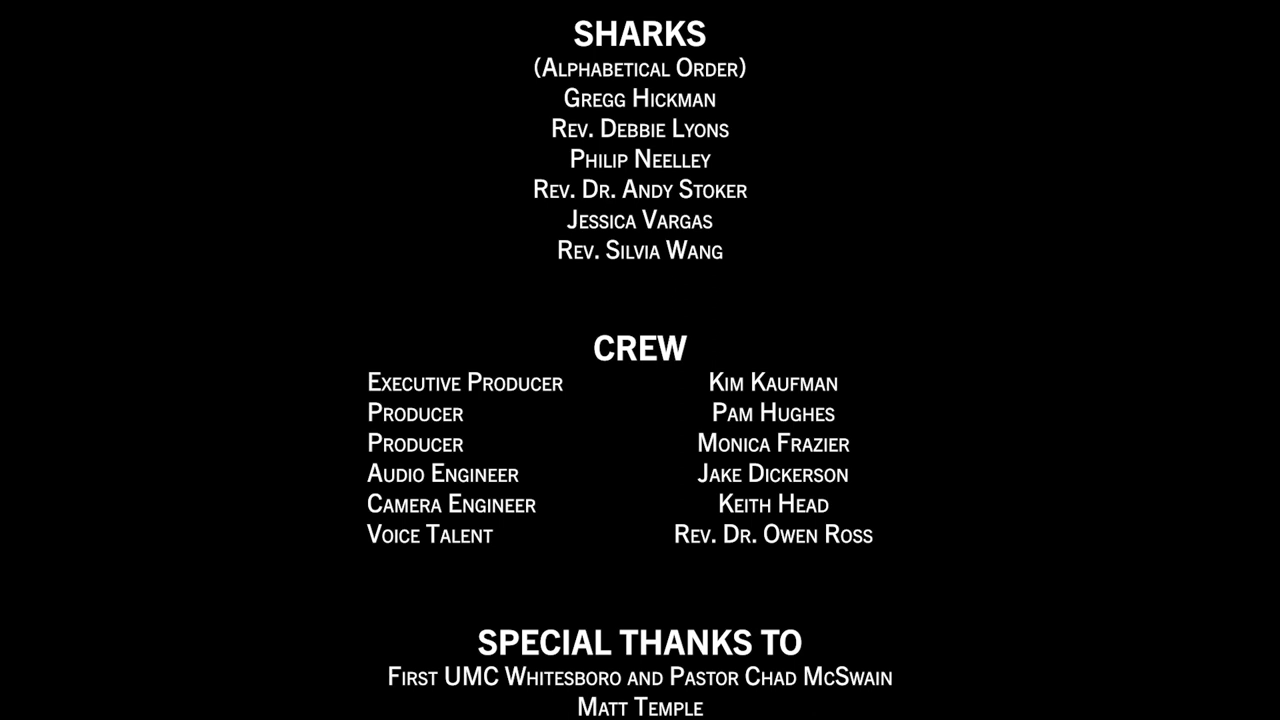 SHARKS
(Alphabetical Order)
Gregg Hickman
Rev. Debbie Lyons
Philip Neelley
Rev. Dr. Andy Stoker
Jessica Vargas
Rev. Silvia Wang
CREW
Executive Producer Kim Kaufman
Producer Pam Hughes
Producer Monica Frazier
Audio Engineer Jake Dickerson
Camera Engineer Keith Head
Voice Talent Rev. Dr. Owen Ross
SPECIAL THANKS TO
First UMC Whitesboro and Pastor Chad McSwain
Matt Temple